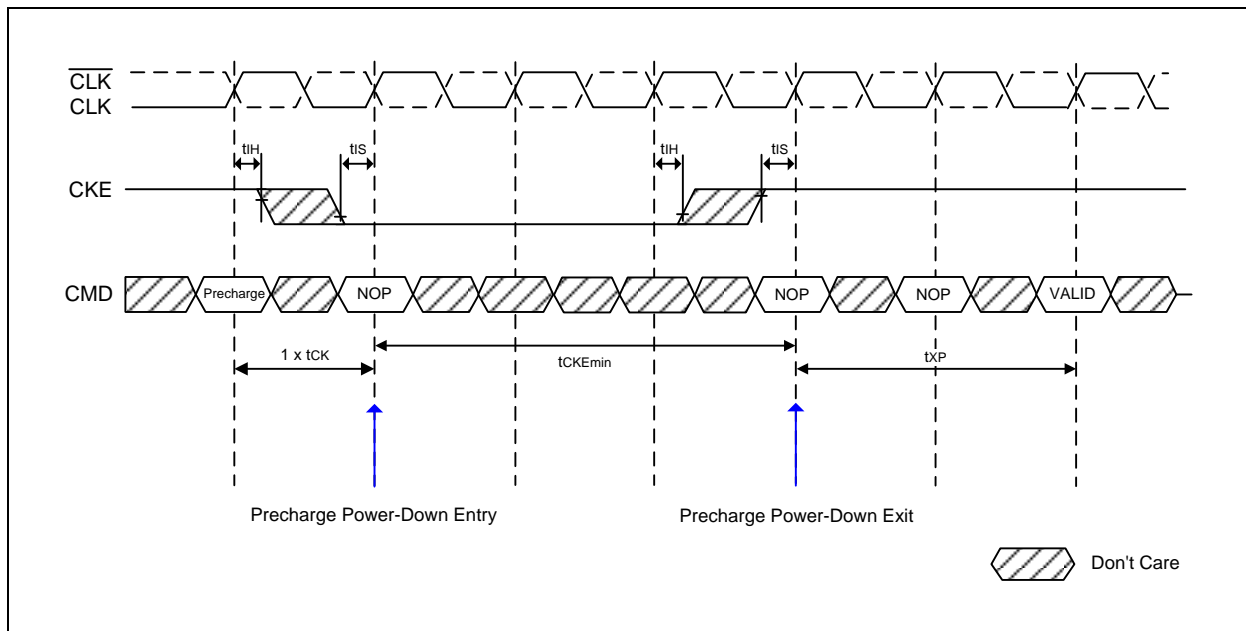 CLK
CLK
tIH
tIS
tIH
tIS
CKE
CMD
Precharge
NOP
NOP
NOP
VALID
1 x tCK
tCKEmin
tXP
Precharge Power-Down Entry
Precharge Power-Down Exit
Don't Care